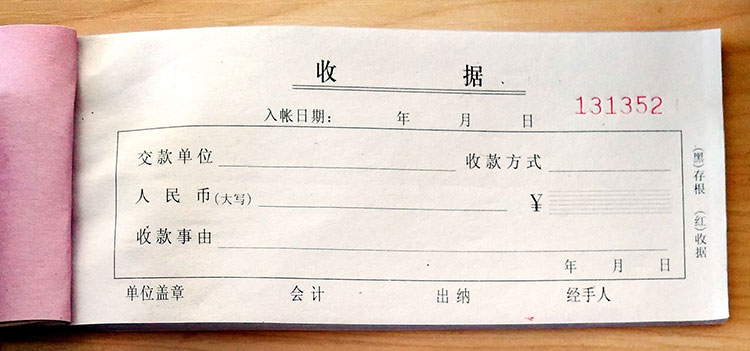 收 据
入帐日期： 年 月 日 131352
交款单位 收款方式
人民币(大写) ¥
收款事由
年 月 日
单位盖章 会计 出纳 经手人
(黑)存根 (红)收据